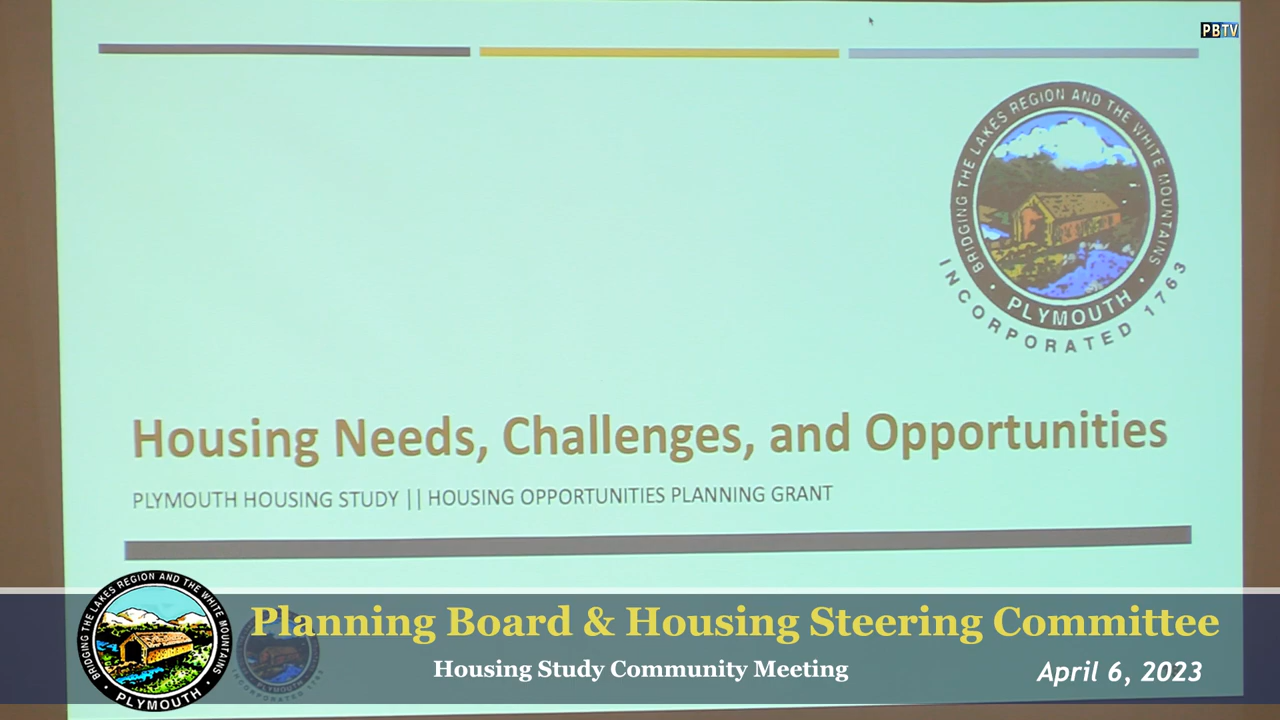 PBTV
BRIDGING THE LAKES REGION AND THE WHITE MOUNTAINS
• PLYMOUTH •
INCORPORATED 1763
Housing Needs, Challenges, and Opportunities
PLYMOUTH HOUSING STUDY || HOUSING OPPORTUNITIES PLANNING GRANT
BRIDGING THE LAKES REGION AND THE WHITE MOUNTAINS
• PLYMOUTH •
Planning Board & Housing Steering Committee
Housing Study Community Meeting
April 6, 2023